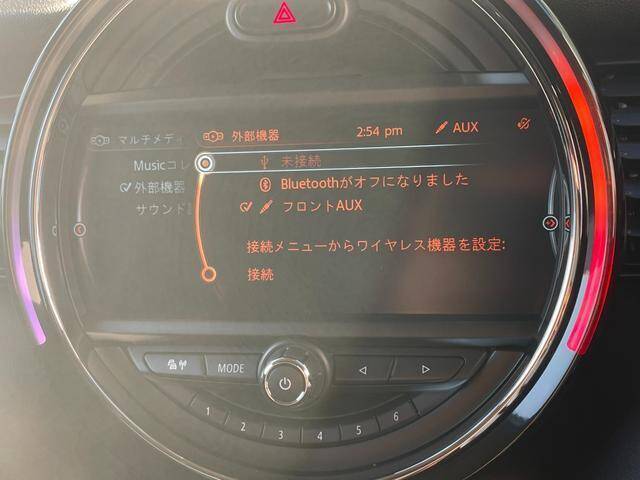 マルチメディ
外部機器
2:54 pm
AUX
Musicコレ
未接続
外部機器
Bluetoothがオフになりました
サウンド
フロントAUX
接続メニューからワイヤレス機器を設定:
接続
MODE
1 2 3 4 5 6